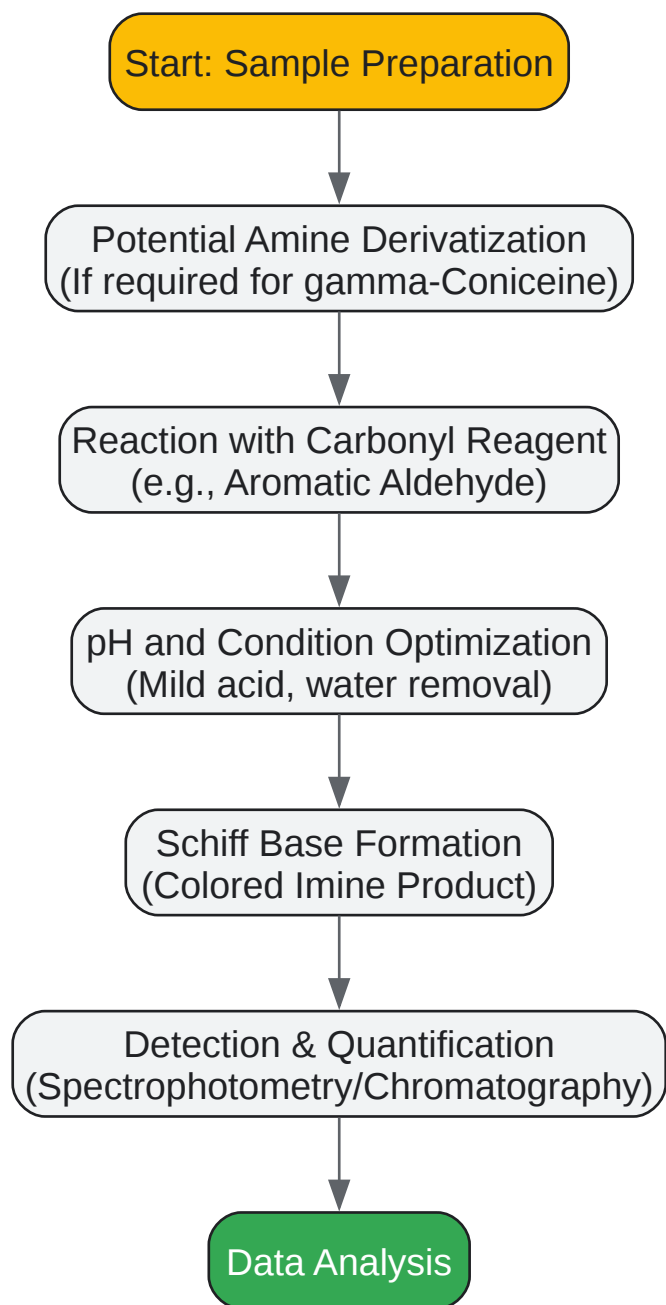 Start: Sample Preparation
Potential Amine Derivatization
(If required for gamma-Coniceine)
Reaction with Carbonyl Reagent
(e.g., Aromatic Aldehyde)
pH and Condition Optimization
(Mild acid, water removal)
Schiff Base Formation
(Colored Imine Product)
Detection & Quantification
(Spectrophotometry/Chromatography)
Data Analysis